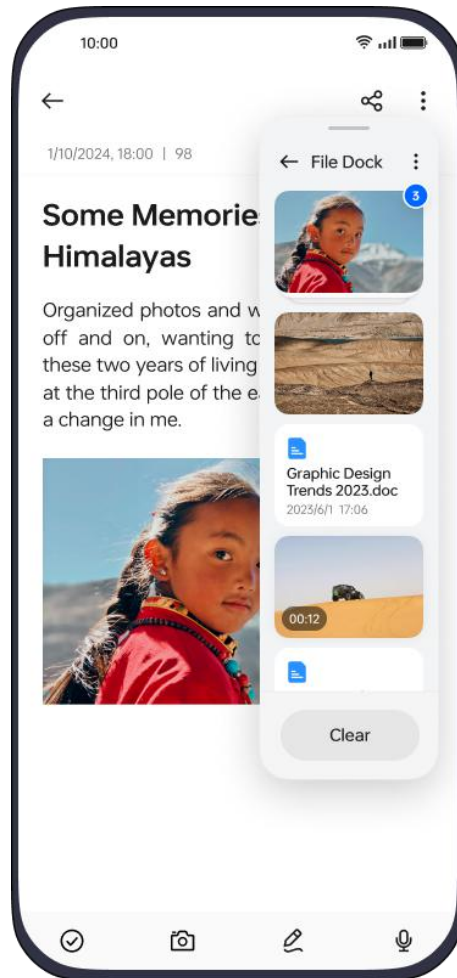 10:00
1/10/2024, 18:00 | 98
File Dock
3
Some Memories
Himalayas
Organized photos and w
off and on, wanting to
these two years of living
at the third pole of the e
a change in me.
Graphic Design
Trends 2023.doc
2023/6/1 17:06
00:12
Clear